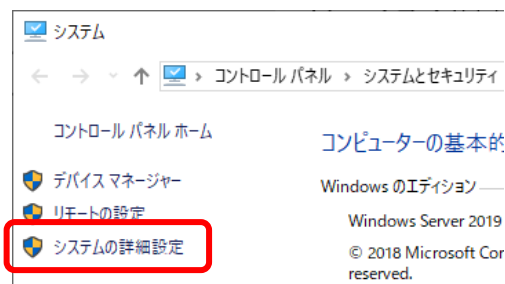 システム
コントロール パネル › システムとセキュリティ
コントロール パネル ホーム
コンピューターの基本的
デバイス マネージャー
Windows のエディション
リモートの設定
Windows Server 2019
システムの詳細設定
© 2018 Microsoft Cor
reserved.